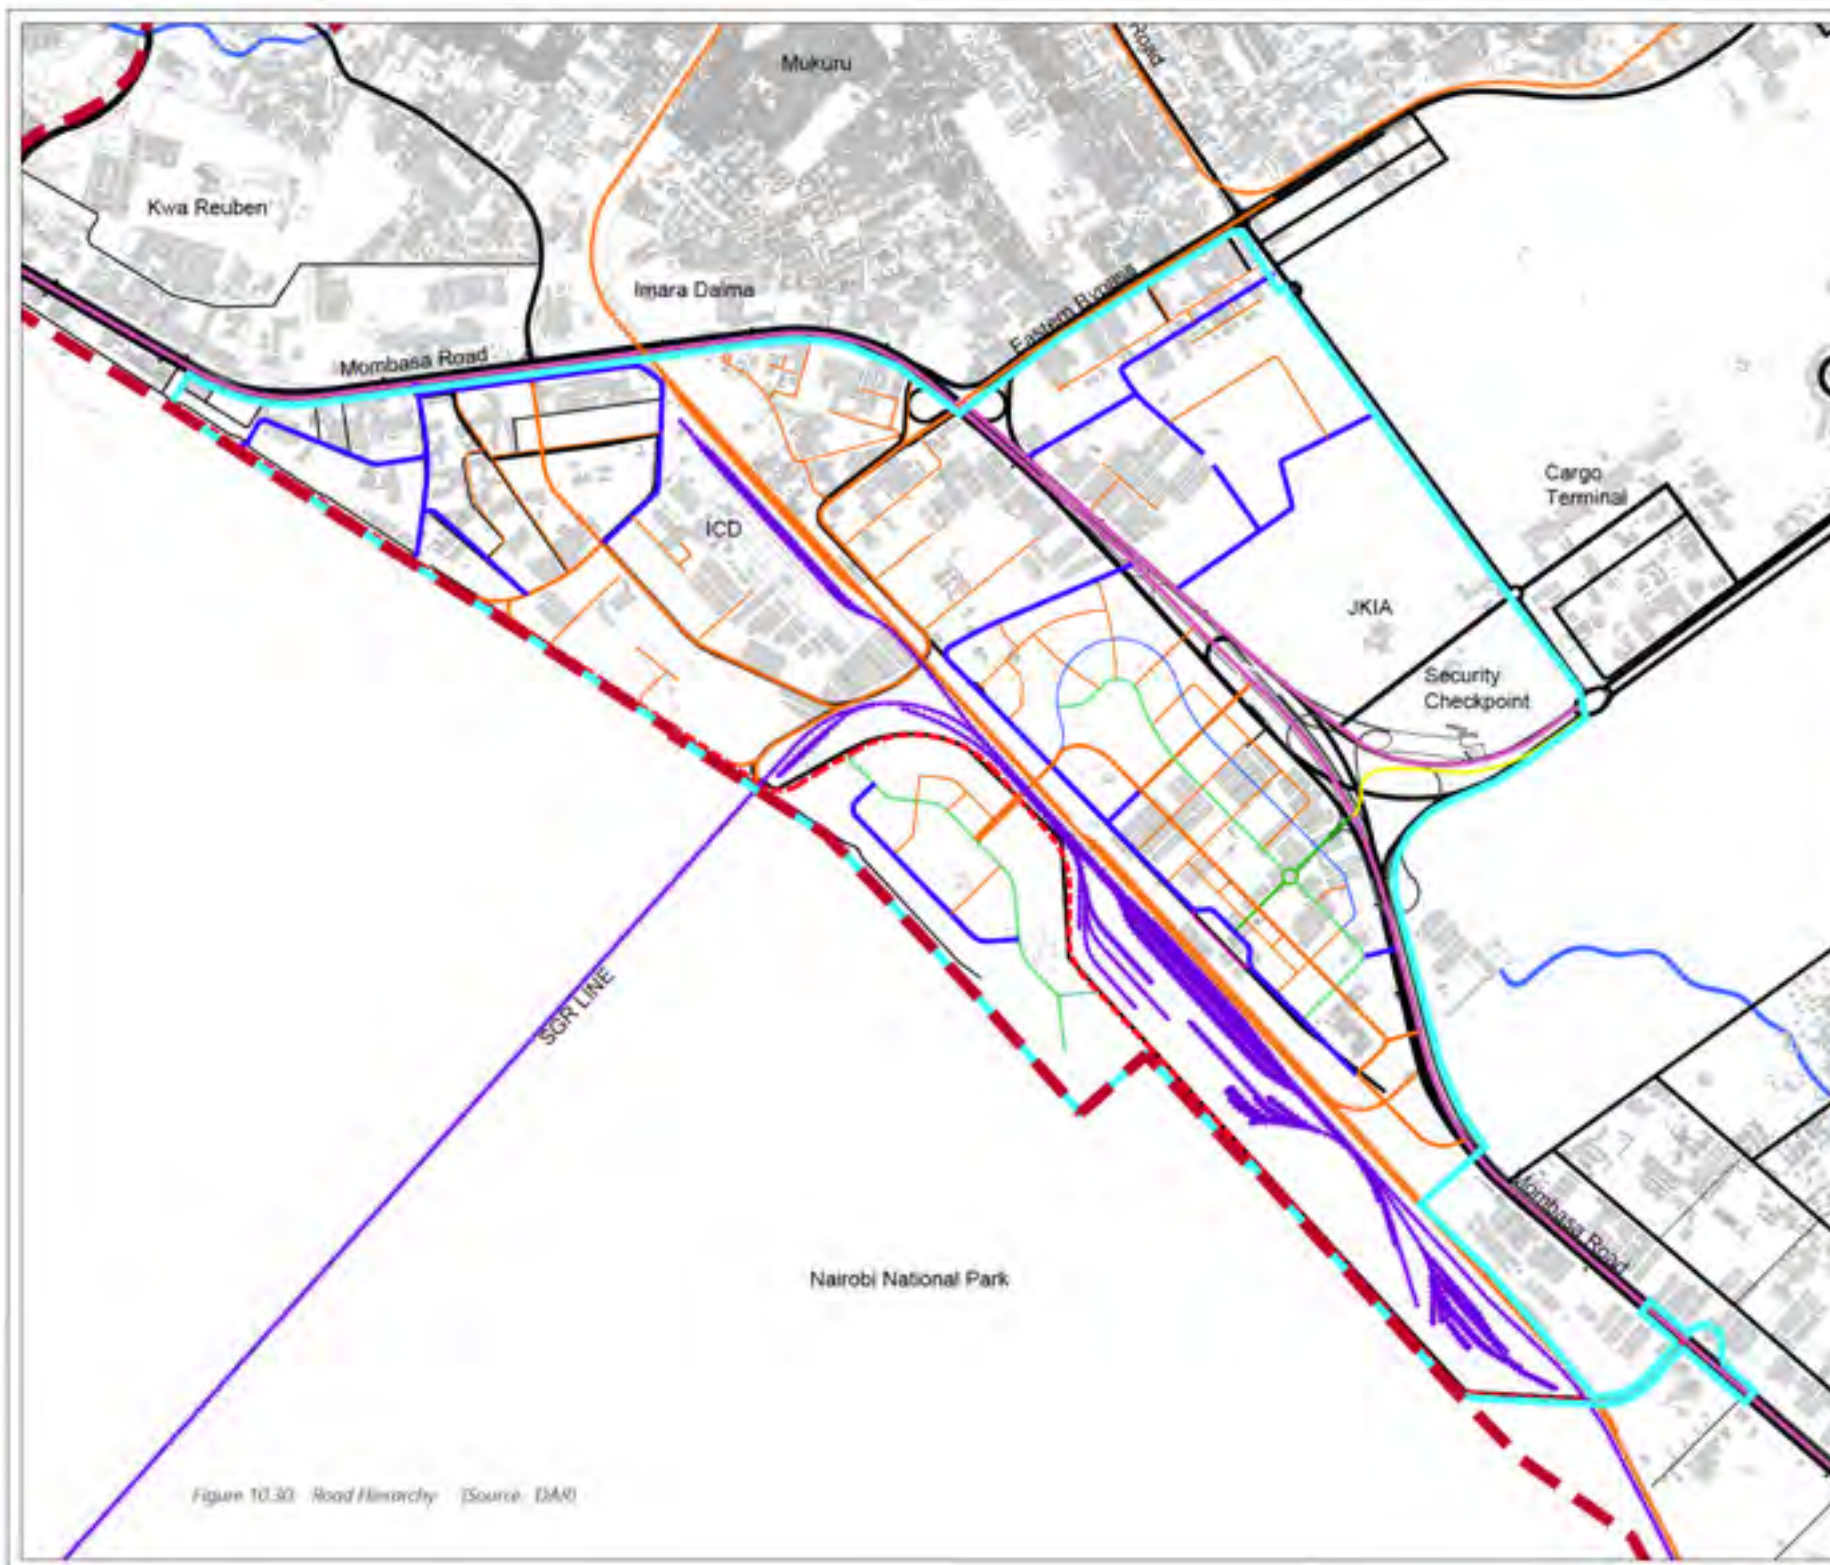 Mukuru
Road
Kwa Reuben
Imara Daima
Eastern Bypass
Mombasa Road
Cargo
Terminal
ICD
JKIA
Security
Checkpoint
SGR LINE
Mombasa Road
Nairobi National Park
Figure 10.30: Road Hierarchy (Source: DAR)